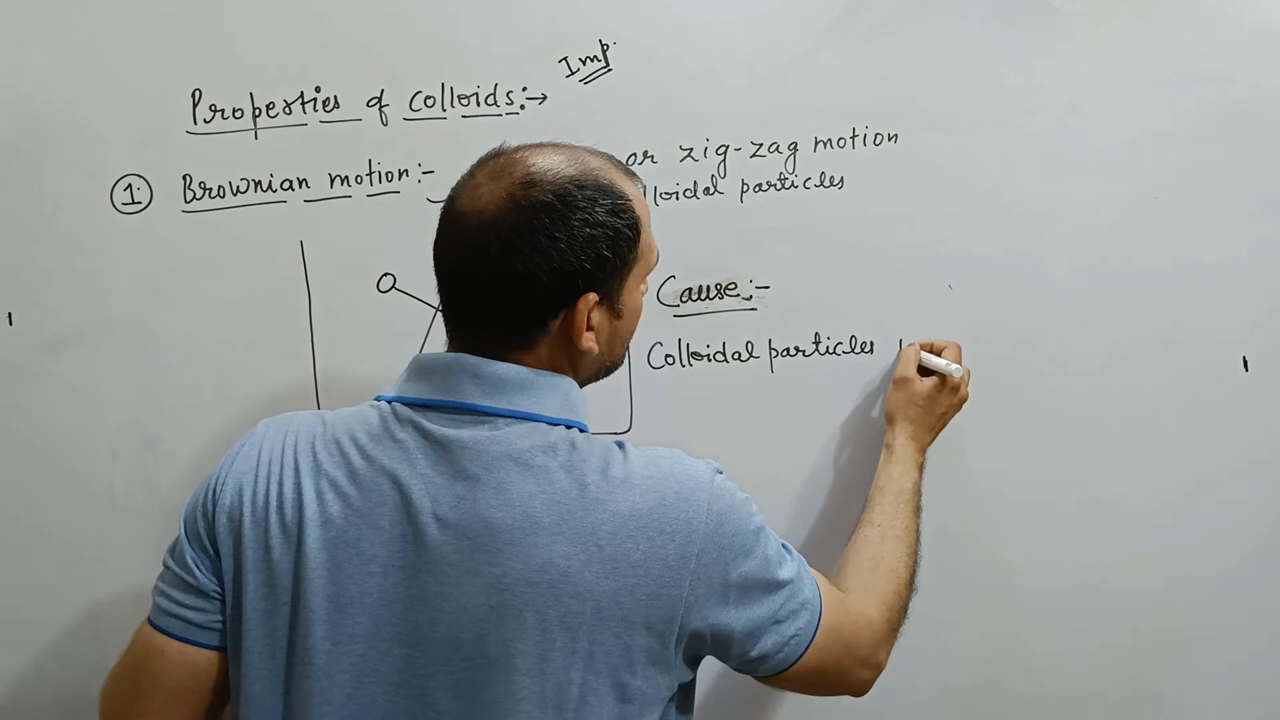 Imp.
Properties of Colloids:→
① Brownian motion:-
or zig-zag motion
lloidal particles
Cause:-
Colloidal particles